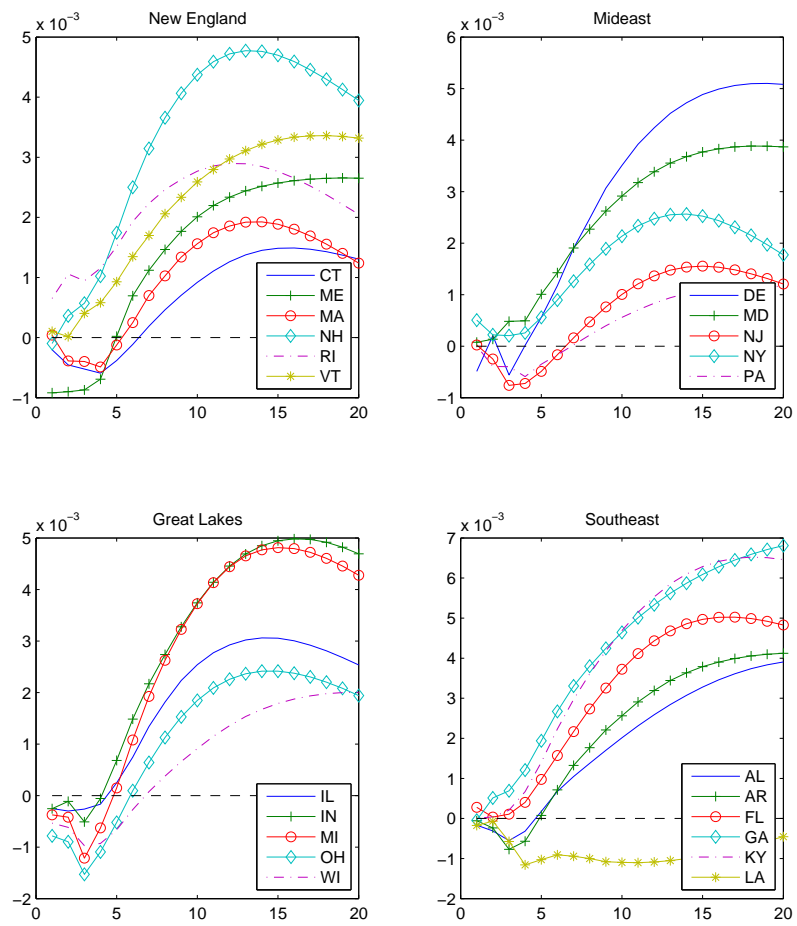 New England
x 10⁻³
5
4
3
2
1
0
−1
0 5 10 15 20
CT
ME
MA
NH
RI
VT
Mideast
x 10⁻³
6
5
4
3
2
1
0
−1
0 5 10 15 20
DE
MD
NJ
NY
PA
Great Lakes
x 10⁻³
5
4
3
2
1
0
−1
−2
0 5 10 15 20
IL
IN
MI
OH
WI
Southeast
x 10⁻³
7
6
5
4
3
2
1
0
−1
−2
0 5 10 15 20
AL
AR
FL
GA
KY
LA